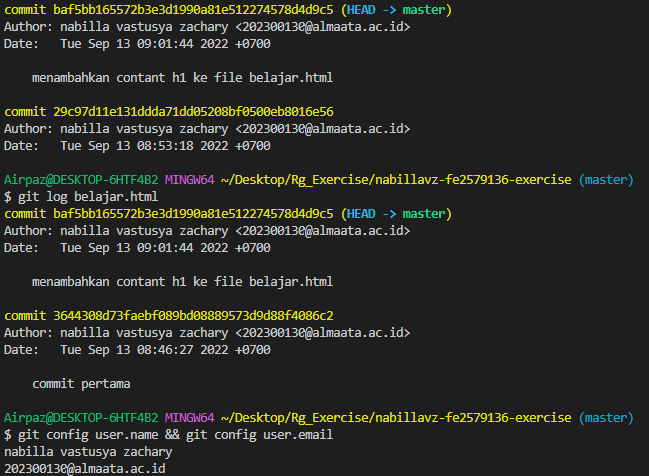 commit baf5bb165572b3e3d1990a81e512274578d4d9c5 (HEAD -> master)
Author: nabilla vastusya zachary <202300130@almaata.ac.id>
Date:   Tue Sep 13 09:01:44 2022 +0700

    menambahkan contant h1 ke file belajar.html

commit 29c97d11e131ddda71dd05208bf0500eb8016e56
Author: nabilla vastusya zachary <202300130@almaata.ac.id>
Date:   Tue Sep 13 08:53:18 2022 +0700

Airpaz@DESKTOP-6HTF4B2 MINGW64 ~/Desktop/Rg_Exercise/nabillavz-fe2579136-exercise (master)
$ git log belajar.html
commit baf5bb165572b3e3d1990a81e512274578d4d9c5 (HEAD -> master)
Author: nabilla vastusya zachary <202300130@almaata.ac.id>
Date:   Tue Sep 13 09:01:44 2022 +0700

    menambahkan contant h1 ke file belajar.html

commit 3644308d73faebf089bd08889573d9d88f4086c2
Author: nabilla vastusya zachary <202300130@almaata.ac.id>
Date:   Tue Sep 13 08:46:27 2022 +0700

    commit pertama

Airpaz@DESKTOP-6HTF4B2 MINGW64 ~/Desktop/Rg_Exercise/nabillavz-fe2579136-exercise (master)
$ git config user.name && git config user.email
nabilla vastusya zachary
202300130@almaata.ac.id